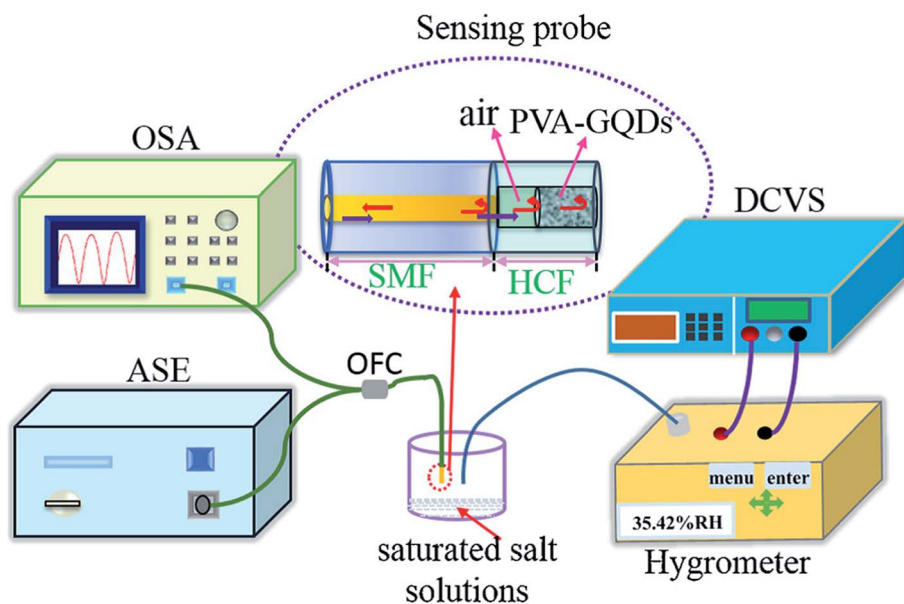 Sensing probe
air
PVA-GQDs
OSA
DCVS
SMF
HCF
OFC
ASE
menu
enter
35.42%RH
saturated salt
solutions
Hygrometer